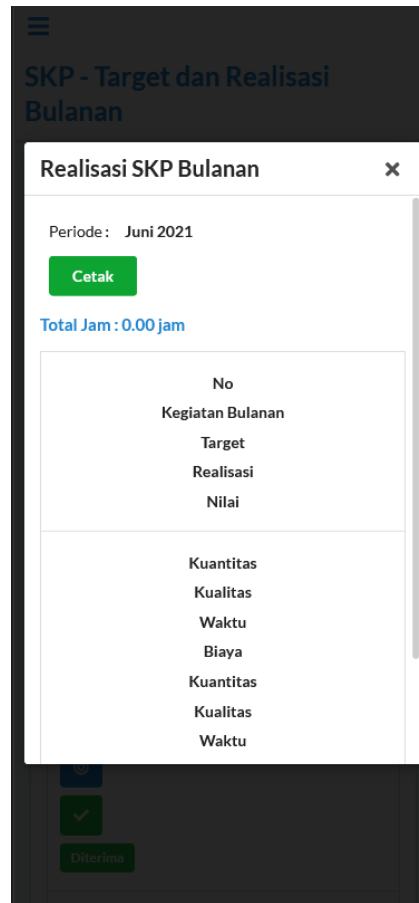 SKP - Target dan Realisasi
Bulanan
Realisasi SKP Bulanan
Periode : Juni 2021
Cetak
Total Jam : 0.00 jam
No
Kegiatan Bulanan
Target
Realisasi
Nilai
Kuantitas
Kualitas
Waktu
Biaya
Kuantitas
Kualitas
Waktu
Diterima